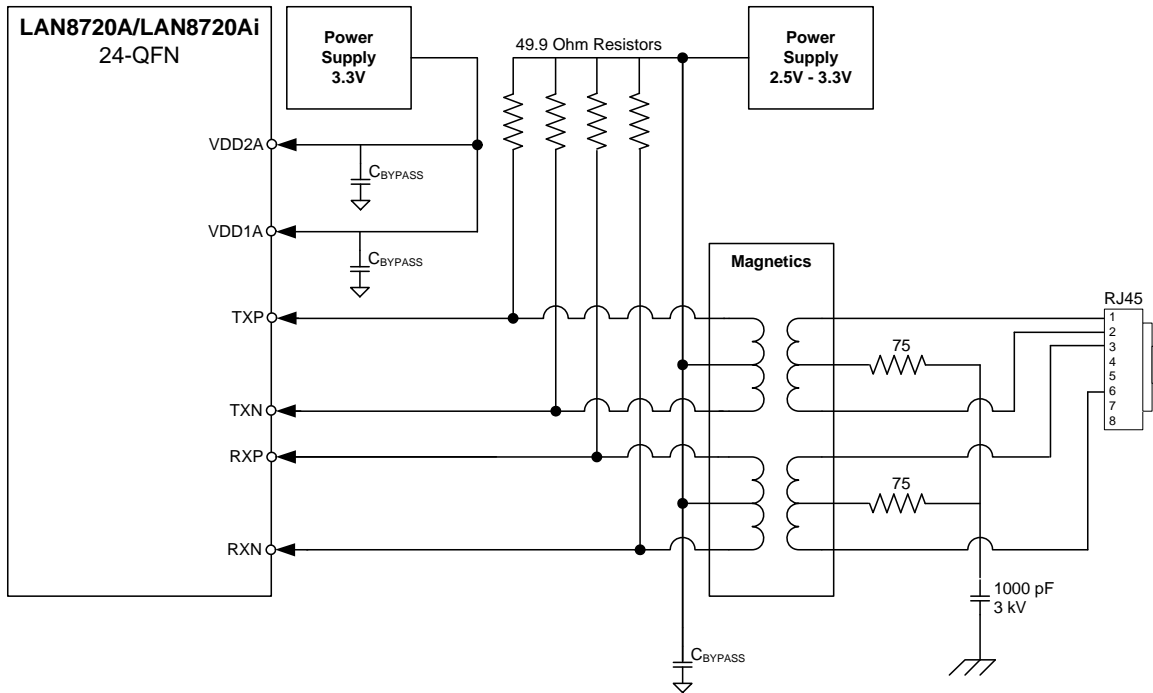 LAN8720A/LAN8720Ai
24-QFN
Power
Supply
3.3V
49.9 Ohm Resistors
Power
Supply
2.5V - 3.3V
VDD2A
CBYPASS
VDD1A
CBYPASS
Magnetics
RJ45
TXP
1
2
3
4
5
6
7
8
75
TXN
RXP
75
RXN
1000 pF
3 kV
CBYPASS